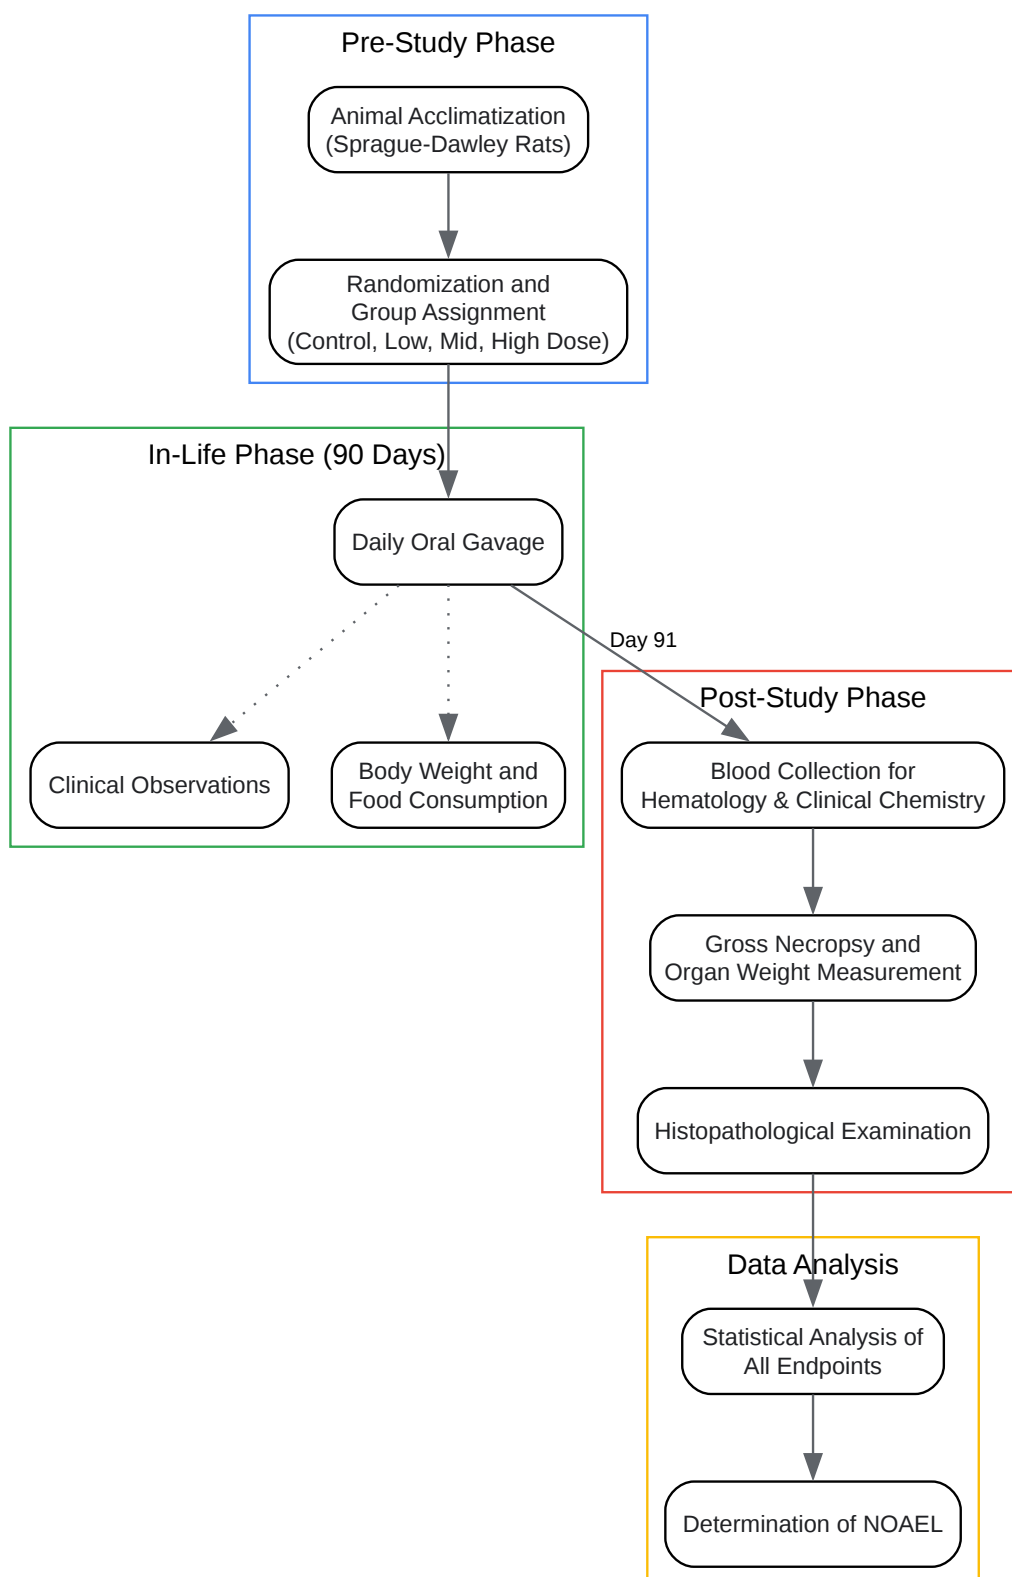 Pre-Study Phase
Animal Acclimatization
(Sprague-Dawley Rats)
Randomization and
Group Assignment
(Control, Low, Mid, High Dose)
In-Life Phase (90 Days)
Daily Oral Gavage
Day 91
Clinical Observations
Body Weight and
Food Consumption
Post-Study Phase
Blood Collection for
Hematology & Clinical Chemistry
Gross Necropsy and
Organ Weight Measurement
Histopathological Examination
Data Analysis
Statistical Analysis of
All Endpoints
Determination of NOAEL